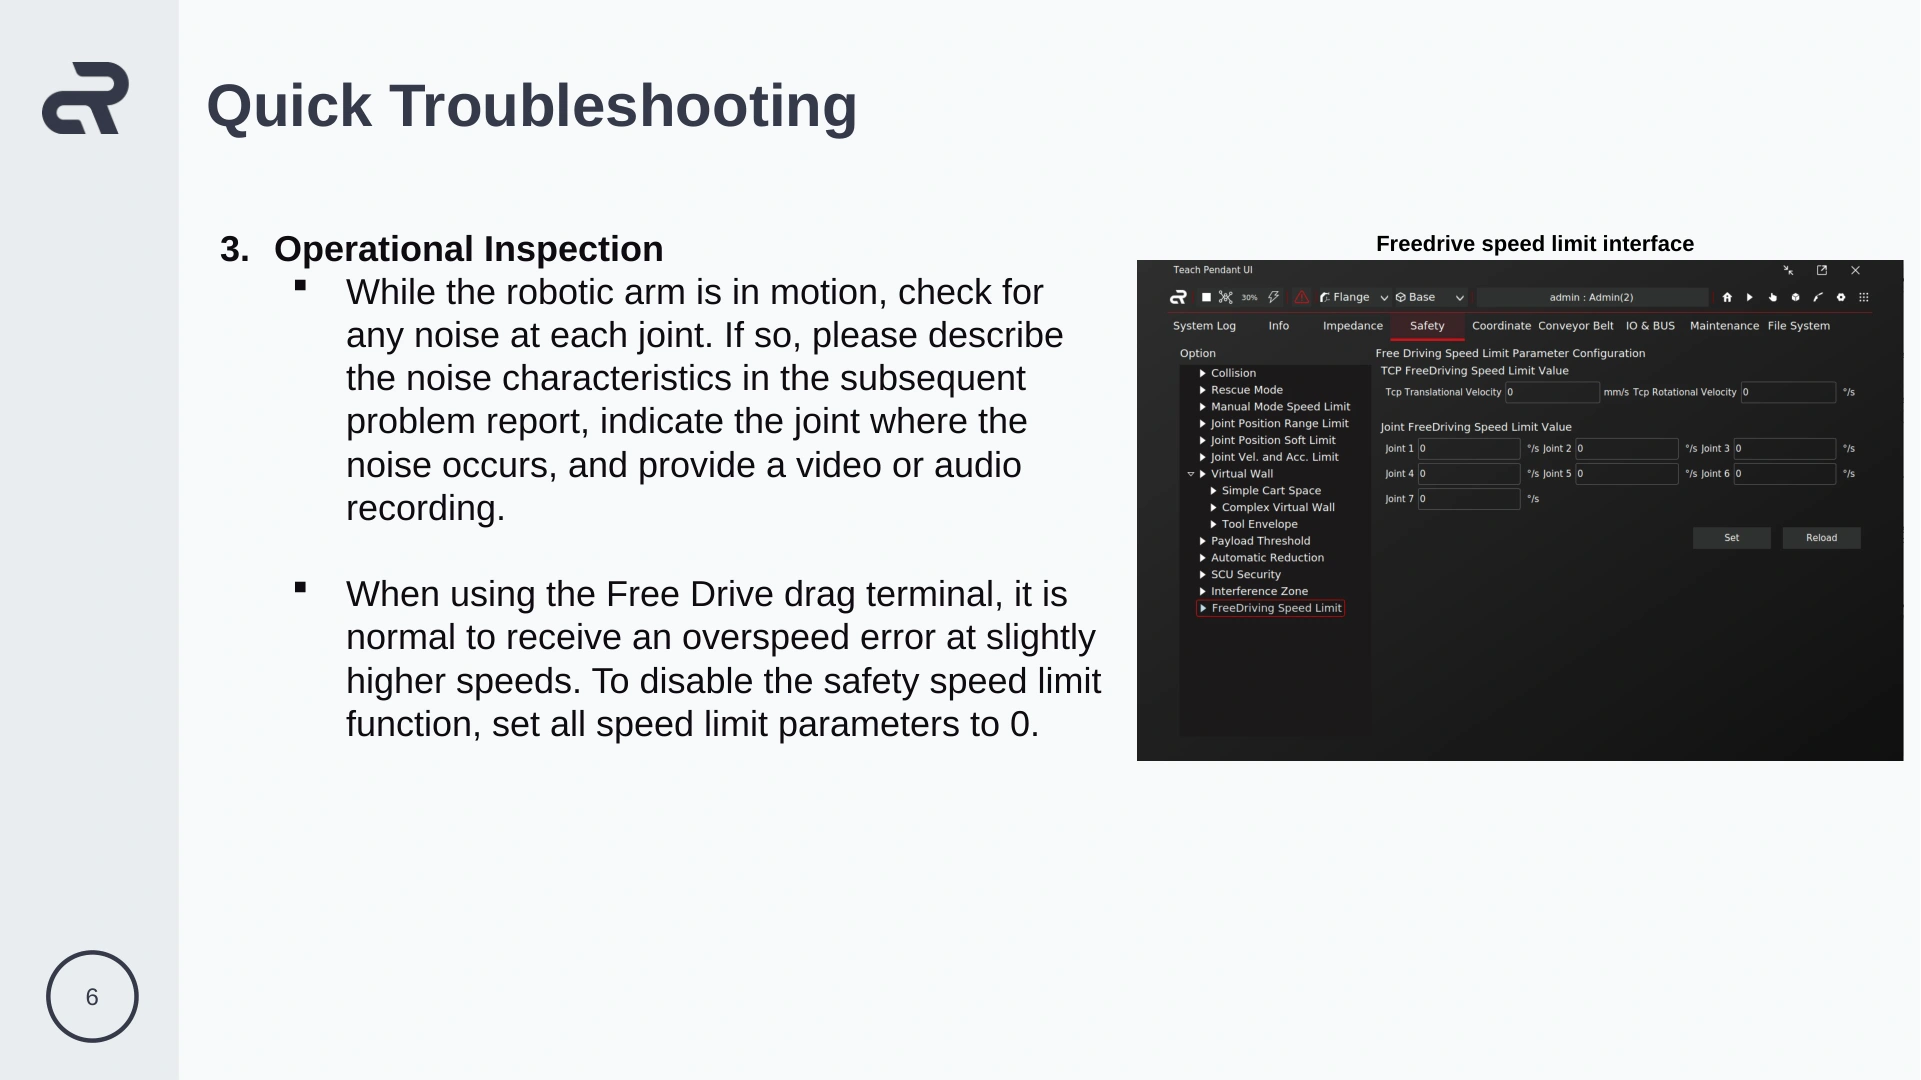 Quick Troubleshooting
3. Operational Inspection
▪ While the robotic arm is in motion, check for
any noise at each joint. If so, please describe
the noise characteristics in the subsequent
problem report, indicate the joint where the
noise occurs, and provide a video or audio
recording.
▪ When using the Free Drive drag terminal, it is
normal to receive an overspeed error at slightly
higher speeds. To disable the safety speed limit
function, set all speed limit parameters to 0.
Freedrive speed limit interface
Teach Pendant UI
30% Flange Base admin : Admin(2)
System Log Info Impedance Safety Coordinate Conveyor Belt IO & BUS Maintenance File System
Option
Collision
Rescue Mode
Manual Mode Speed Limit
Joint Position Range Limit
Joint Position Soft Limit
Joint Vel. and Acc. Limit
Virtual Wall
Simple Cart Space
Complex Virtual Wall
Tool Envelope
Payload Threshold
Automatic Reduction
SCU Security
Interference Zone
FreeDriving Speed Limit
Free Driving Speed Limit Parameter Configuration
TCP FreeDriving Speed Limit Value
Tcp Translational Velocity 0 mm/s Tcp Rotational Velocity 0 °/s
Joint FreeDriving Speed Limit Value
Joint 1 0 °/s Joint 2 0 °/s Joint 3 0 °/s
Joint 4 0 °/s Joint 5 0 °/s Joint 6 0 °/s
Joint 7 0 °/s
Set Reload
6